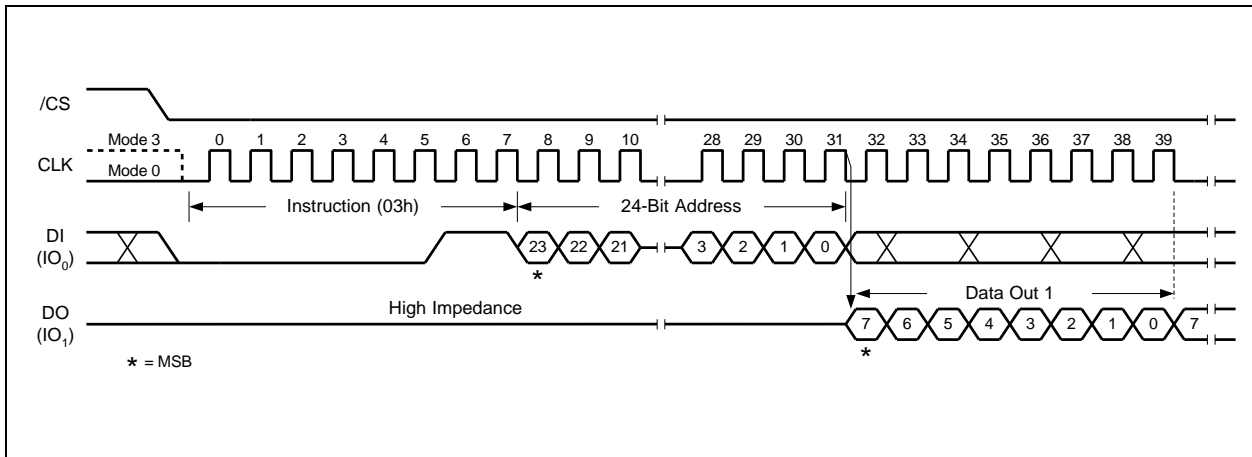 /CS
Mode 3
0 1 2 3 4 5 6 7 8 9 10 28 29 30 31 32 33 34 35 36 37 38 39
CLK
Mode 0
Instruction (03h)
24-Bit Address
DI
(IO0)
23 22 21 3 2 1 0
*
High Impedance
Data Out 1
DO
(IO1)
7 6 5 4 3 2 1 0 7
*
* = MSB